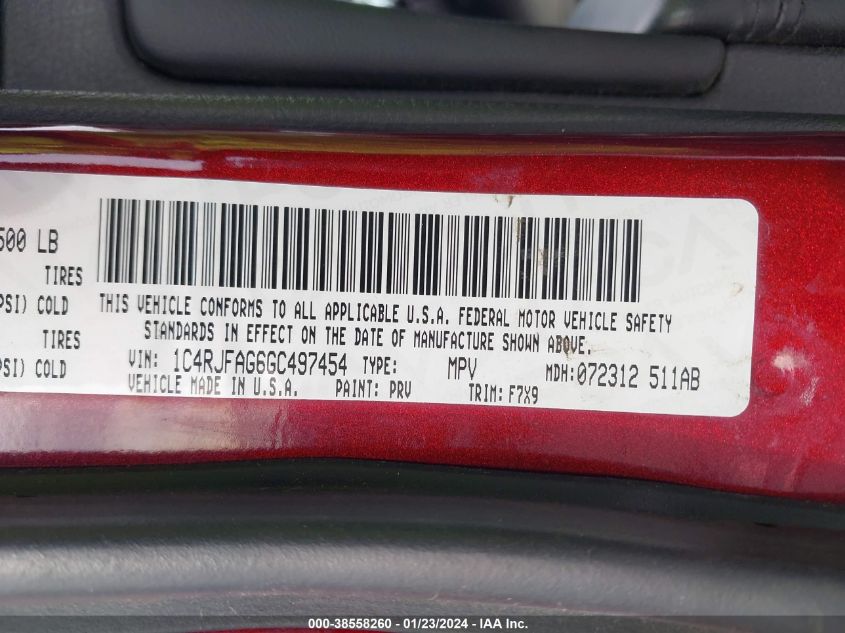 500 LB
TIRES
PSI) COLD
TIRES
PSI) COLD
THIS VEHICLE CONFORMS TO ALL APPLICABLE U.S.A. FEDERAL MOTOR VEHICLE SAFETY
STANDARDS IN EFFECT ON THE DATE OF MANUFACTURE SHOWN ABOVE.
VIN: 1C4RJFAG6GC497454 TYPE: MPV MDH:072312 511AB
VEHICLE MADE IN U.S.A. PAINT: PRV TRIM: F7X9
000-38558260 - 01/23/2024 - IAA Inc.